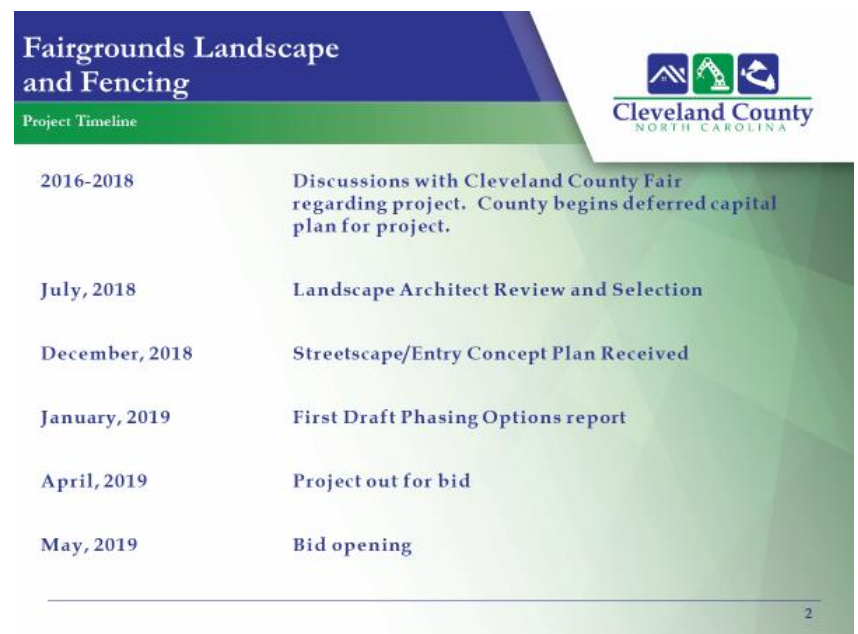 Fairgrounds Landscape
and Fencing
Project Timeline
Cleveland County
NORTH CAROLINA
2016-2018
Discussions with Cleveland County Fair
regarding project. County begins deferred capital
plan for project.
July, 2018
Landscape Architect Review and Selection
December, 2018
Streetscape/Entry Concept Plan Received
January, 2019
First Draft Phasing Options report
April, 2019
Project out for bid
May, 2019
Bid opening
2